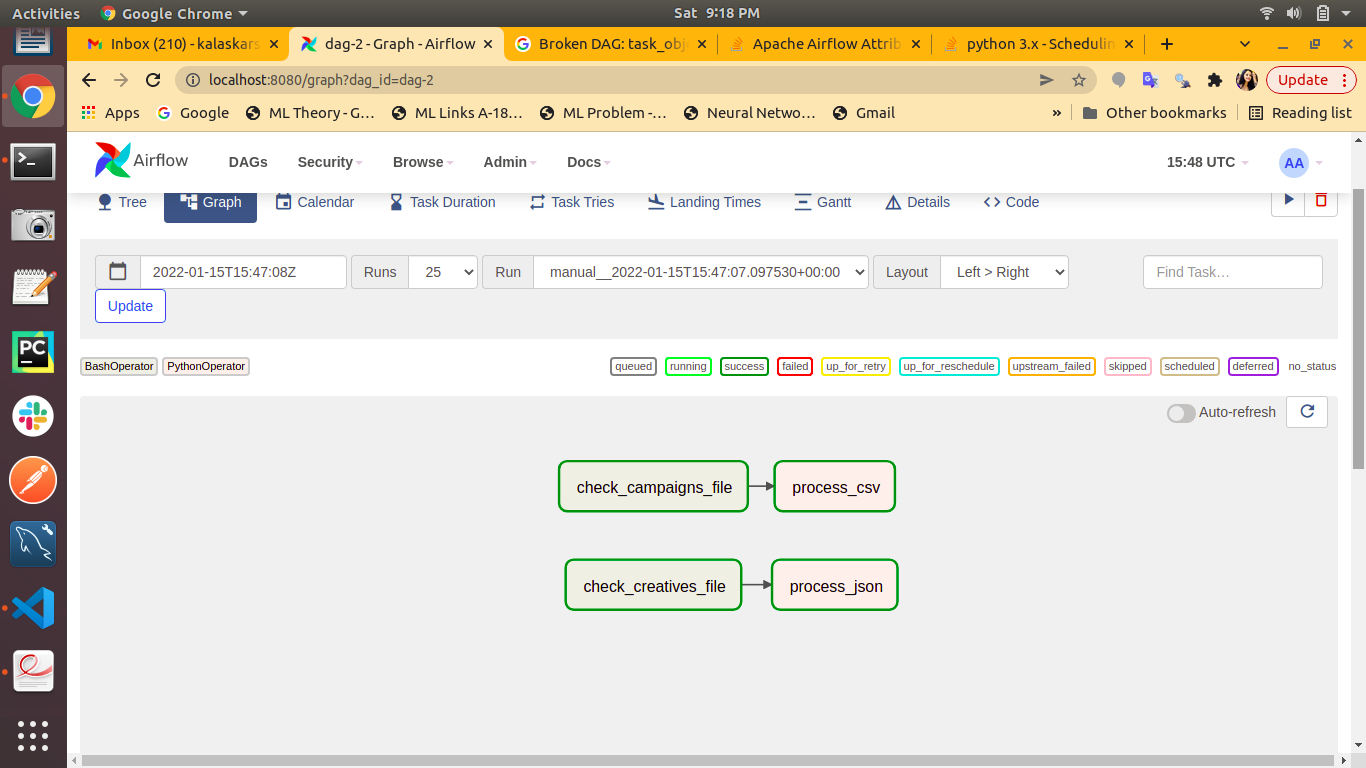 Activities Google Chrome Sat 9:18 PM
Inbox (210) - kalaskars dag-2 - Graph - Airflow Broken DAG: task_obj Apache Airflow Attrib python 3.x - Schedulin
localhost:8080/graph?dag_id=dag-2 Update
Apps Google ML Theory - G… ML Links A-18… ML Problem -… Neural Netwo… Gmail » Other bookmarks Reading list
Airflow DAGs Security Browse Admin Docs 15:48 UTC AA
Tree Graph Calendar Task Duration Task Tries Landing Times Gantt Details Code
2022-01-15T15:47:08Z Runs 25 Run manual__2022-01-15T15:47:07.097530+00:00 Layout Left > Right Find Task…
Update
BashOperator PythonOperator queued running success failed up_for_retry up_for_reschedule upstream_failed skipped scheduled deferred no_status
Auto-refresh
check_campaigns_file process_csv
check_creatives_file process_json
PC